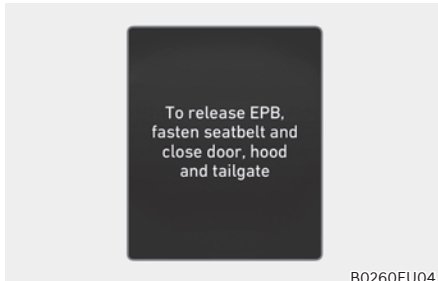 To release EPB,
fasten seatbelt and
close door, hood
and tailgate
B0260EU04